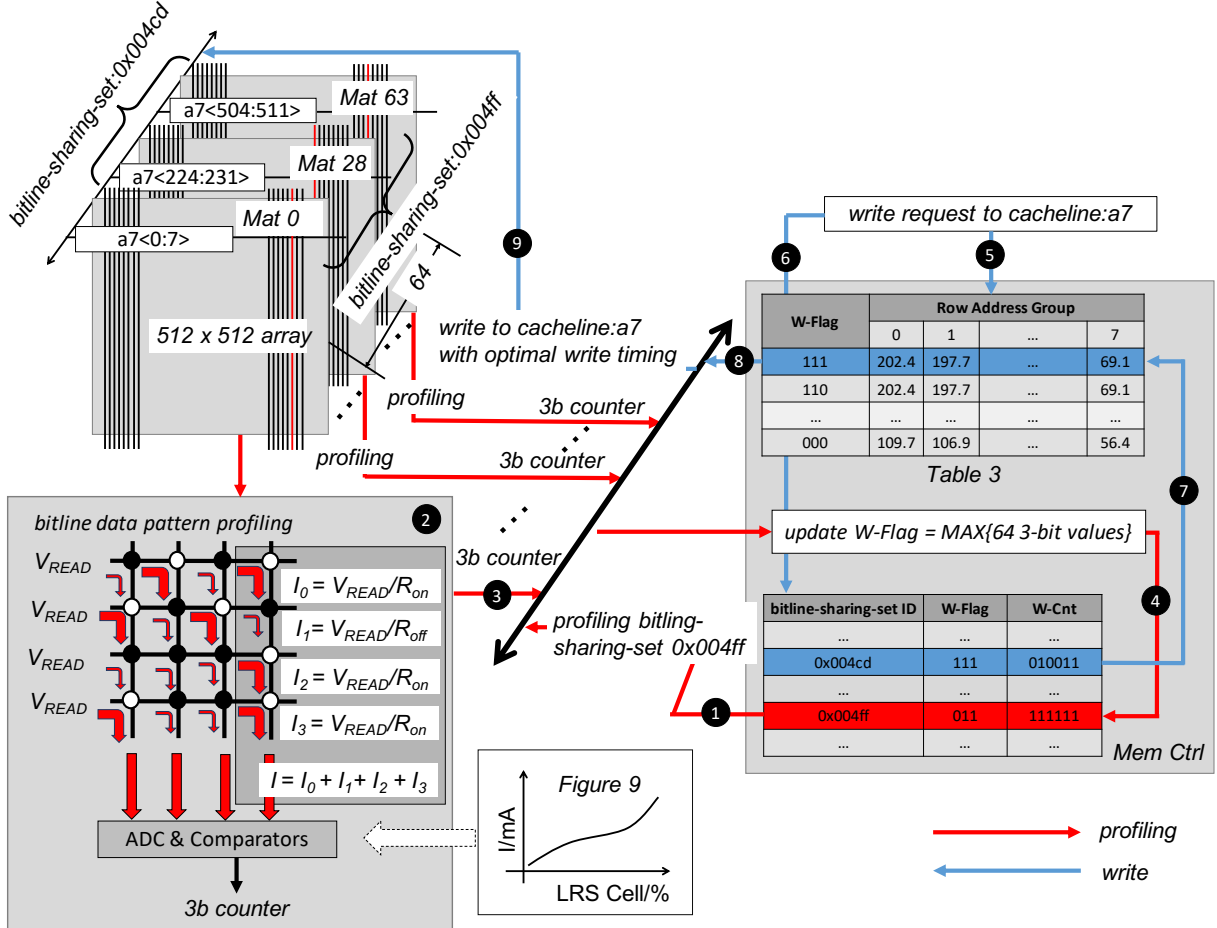 bitline-sharing-set:0x004cd
a7<504:511>
Mat 63
a7<224:231>
Mat 28
a7<0:7>
Mat 0
bitline-sharing-set:0x004ff
64
512 x 512 array
9
write to cacheline:a7
with optimal write timing
profiling
profiling
3b counter
3b counter
3b counter
write request to cacheline:a7
6
5
W-Flag
Row Address Group
0
1
...
7
111
202.4
197.7
...
69.1
110
202.4
197.7
...
69.1
...
...
...
...
...
000
109.7
106.9
...
56.4
Table 3
8
7
update W-Flag = MAX{64 3-bit values}
4
bitline-sharing-set ID
W-Flag
W-Cnt
...
...
...
0x004cd
111
010011
...
...
...
0x004ff
011
111111
...
...
...
Mem Ctrl
3
profiling bitling-
sharing-set 0x004ff
1
bitline data pattern profiling
2
VREAD
VREAD
VREAD
VREAD
I0 = VREAD/Ron
I1 = VREAD/Roff
I2 = VREAD/Ron
I3 = VREAD/Ron
I = I0 + I1 + I2 + I3
ADC & Comparators
3b counter
Figure 9
I/mA
LRS Cell/%
profiling
write